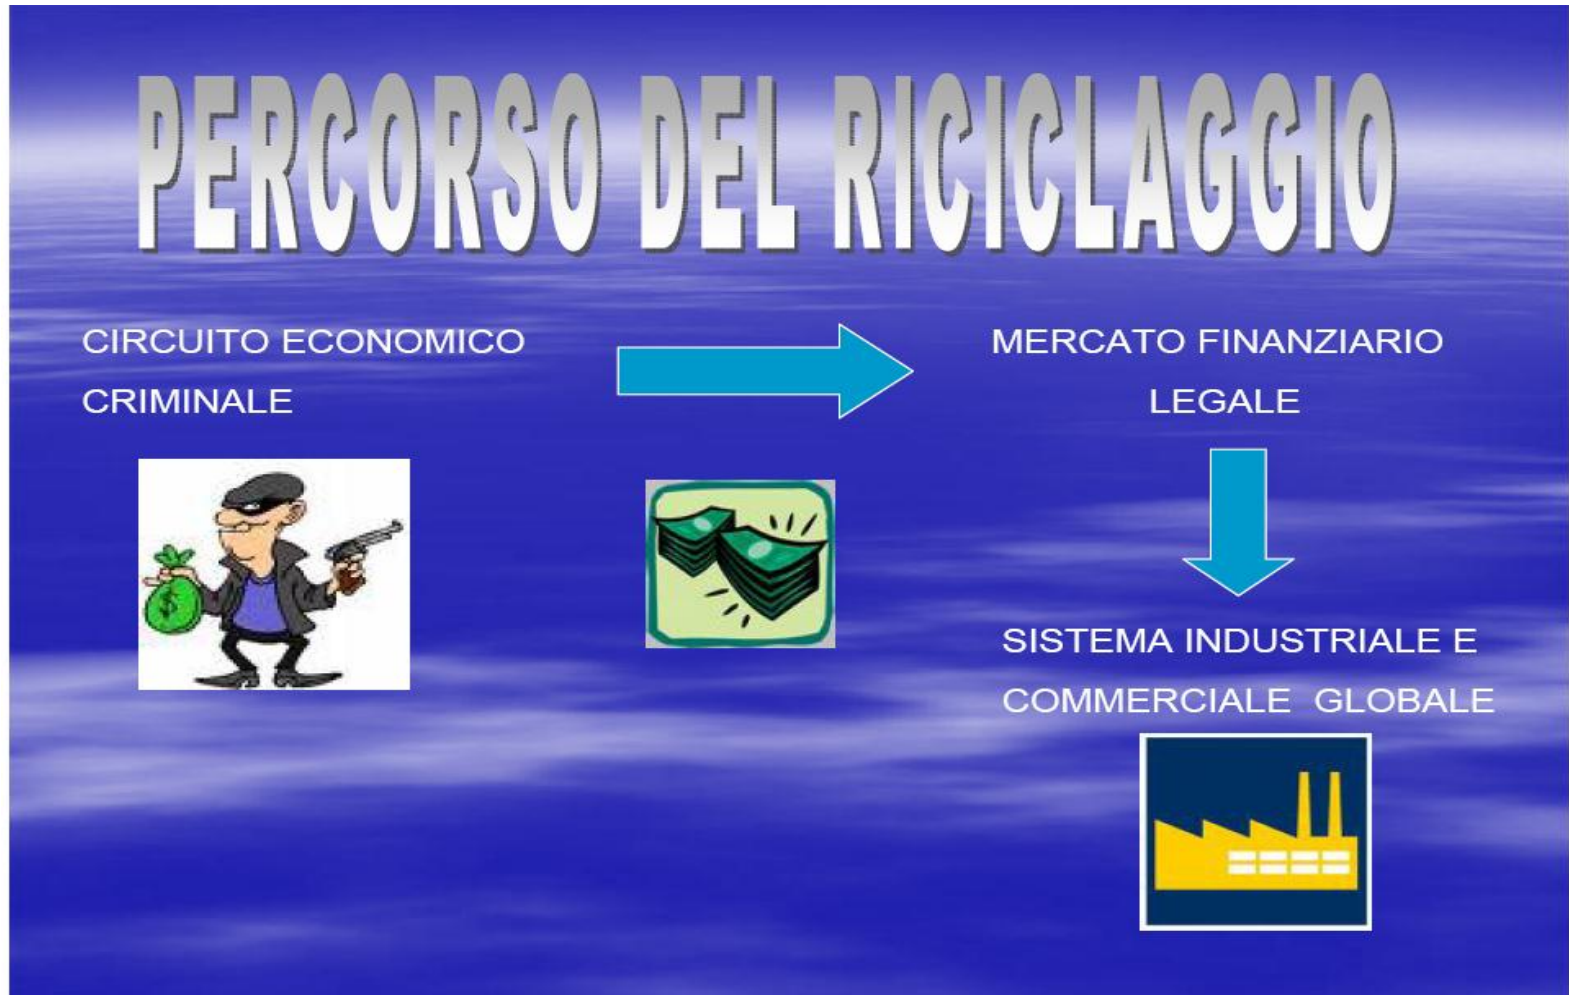 PERCORSO DEL RICICLAGGIO
CIRCUITO ECONOMICO
CRIMINALE
MERCATO FINANZIARIO
LEGALE
SISTEMA INDUSTRIALE E
COMMERCIALE GLOBALE
$